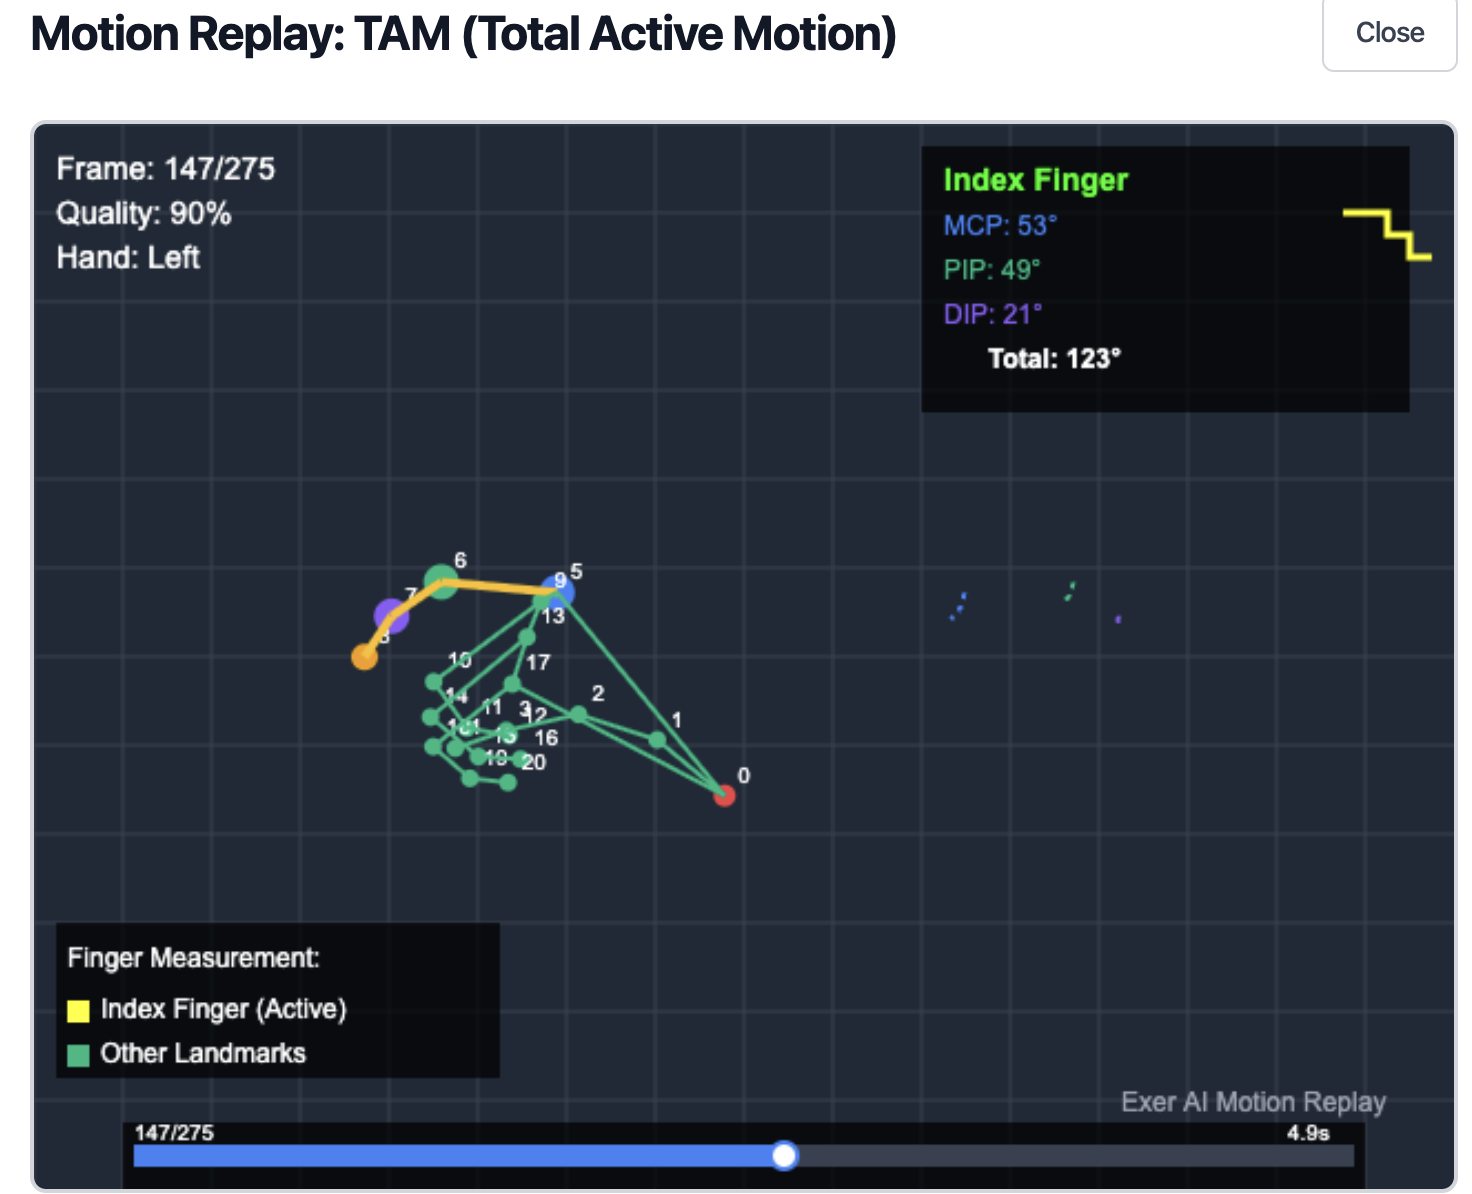 Motion Replay: TAM (Total Active Motion)
Close
Frame: 147/275
Quality: 90%
Hand: Left
Index Finger
MCP: 53°
PIP: 49°
DIP: 21°
Total: 123°
6
5
9
7
13
8
10
17
14
2
11
3
12
1
16
19
20
0
Finger Measurement:
Index Finger (Active)
Other Landmarks
Exer AI Motion Replay
147/275
4.9s